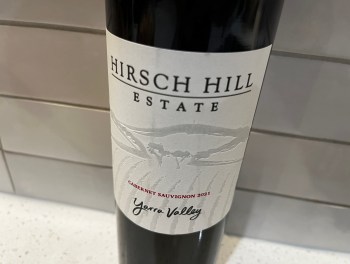 HIRSCH HILL
ESTATE
CABERNET SAUVIGNON 2021
Yarra Valley